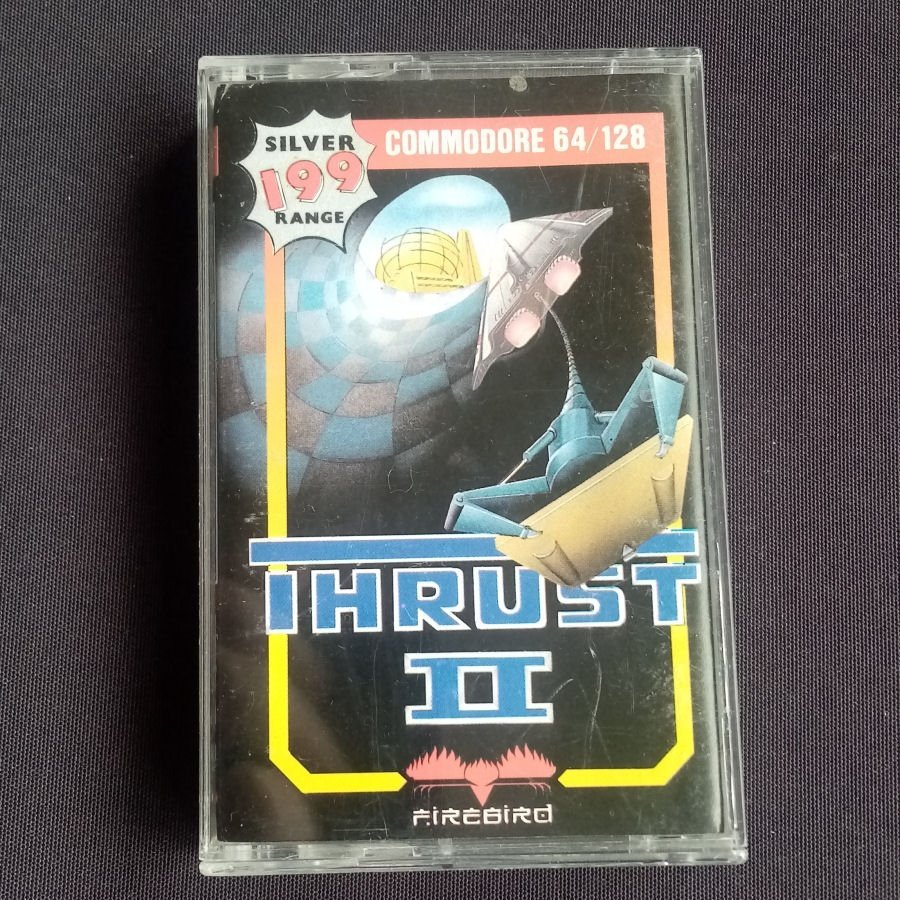 SILVER
199
RANGE
COMMODORE 64/128
THRUST
II
FIREBIRD